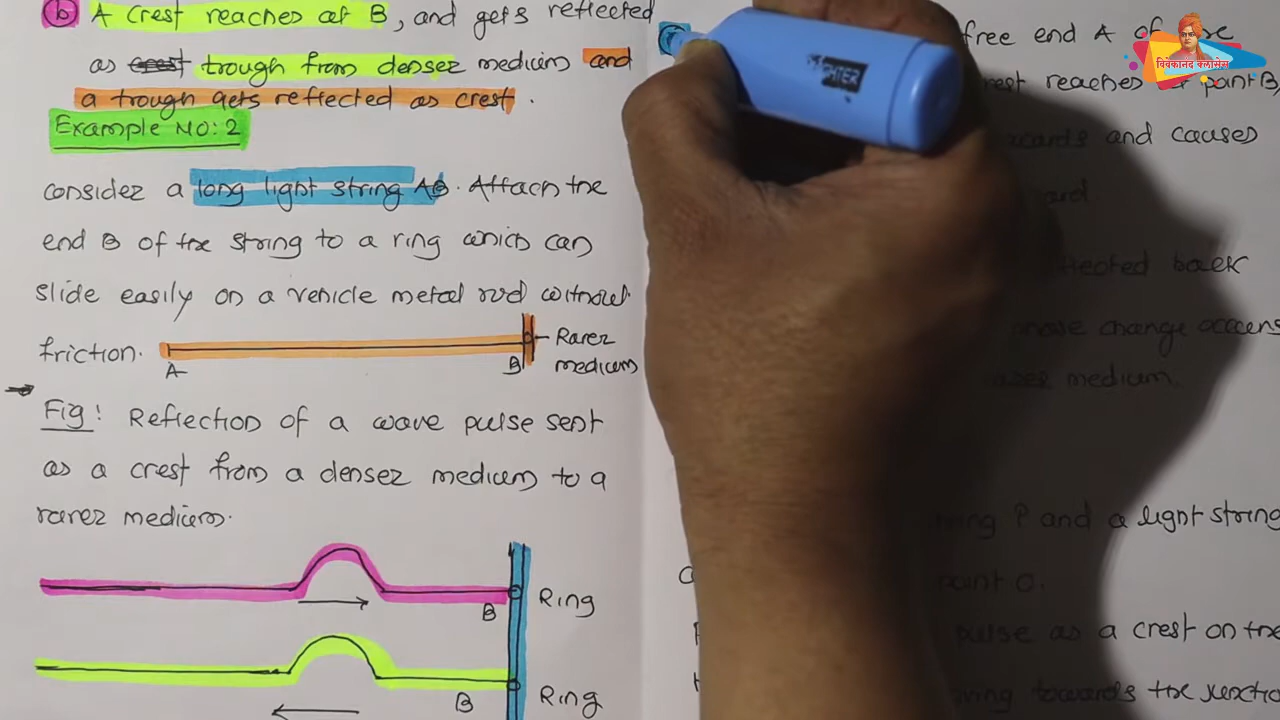 b A crest reaches at B, and gets reflected
as crest trough from denser medium and
a trough gets reflected as crest.
Example No: 2
consider a long light string AB. Attach the
end B of the string to a ring which can
slide easily on a vehicle metal rod without
friction.
A
B
Rarer
medium
Fig: Reflection of a wave pulse sent
as a crest from a denser medium to a
rarer medium.
B
Ring
B
Ring
free end A of
crest reaches point B,
and causes
back
change occurs
rarer medium.
string P and a light string
point O.
pulse as a crest on the
moving towards the junctio
विवेकानंद क्लासेस